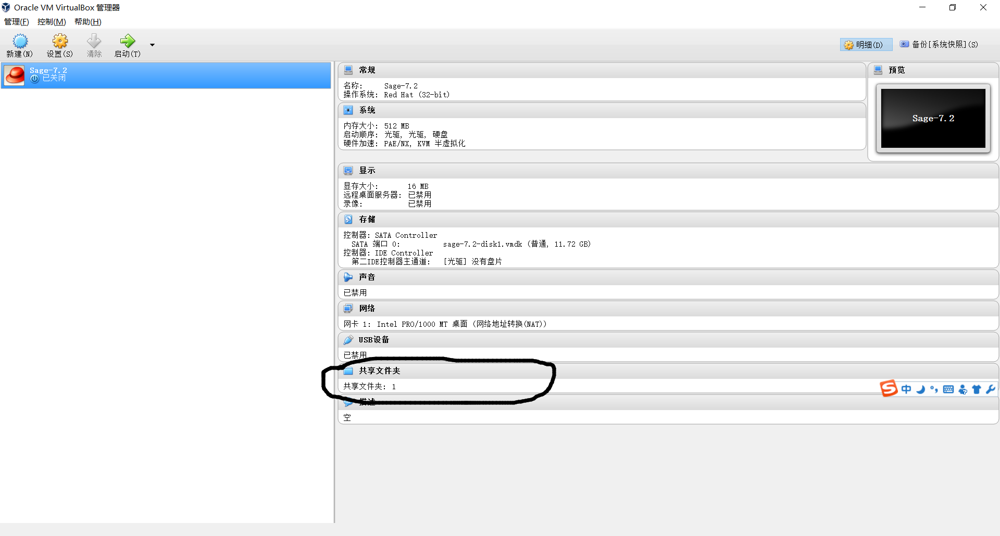 Oracle VM VirtualBox 管理器
管理(F) 控制(M) 帮助(H)
新建(N) 设置(S) 清除 启动(T)
明细(D) 备份[系统快照](S)
Sage-7.2
已关闭
常规
名称: Sage-7.2
操作系统: Red Hat (32-bit)
系统
内存大小: 512 MB
启动顺序: 光驱, 光驱, 硬盘
硬件加速: PAE/NX, KVM 半虚拟化
预览
Sage-7.2
显示
显存大小: 16 MB
远程桌面服务器: 已禁用
录像: 已禁用
存储
控制器: SATA Controller
SATA 端口 0: sage-7.2-disk1.vmdk (普通, 11.72 GB)
控制器: IDE Controller
第二IDE控制器主通道: [光驱] 没有盘片
声音
已禁用
网络
网卡 1: Intel PRO/1000 MT 桌面 (网络地址转换(NAT))
USB设备
已禁用
共享文件夹
共享文件夹: 1
描述
空
S 中